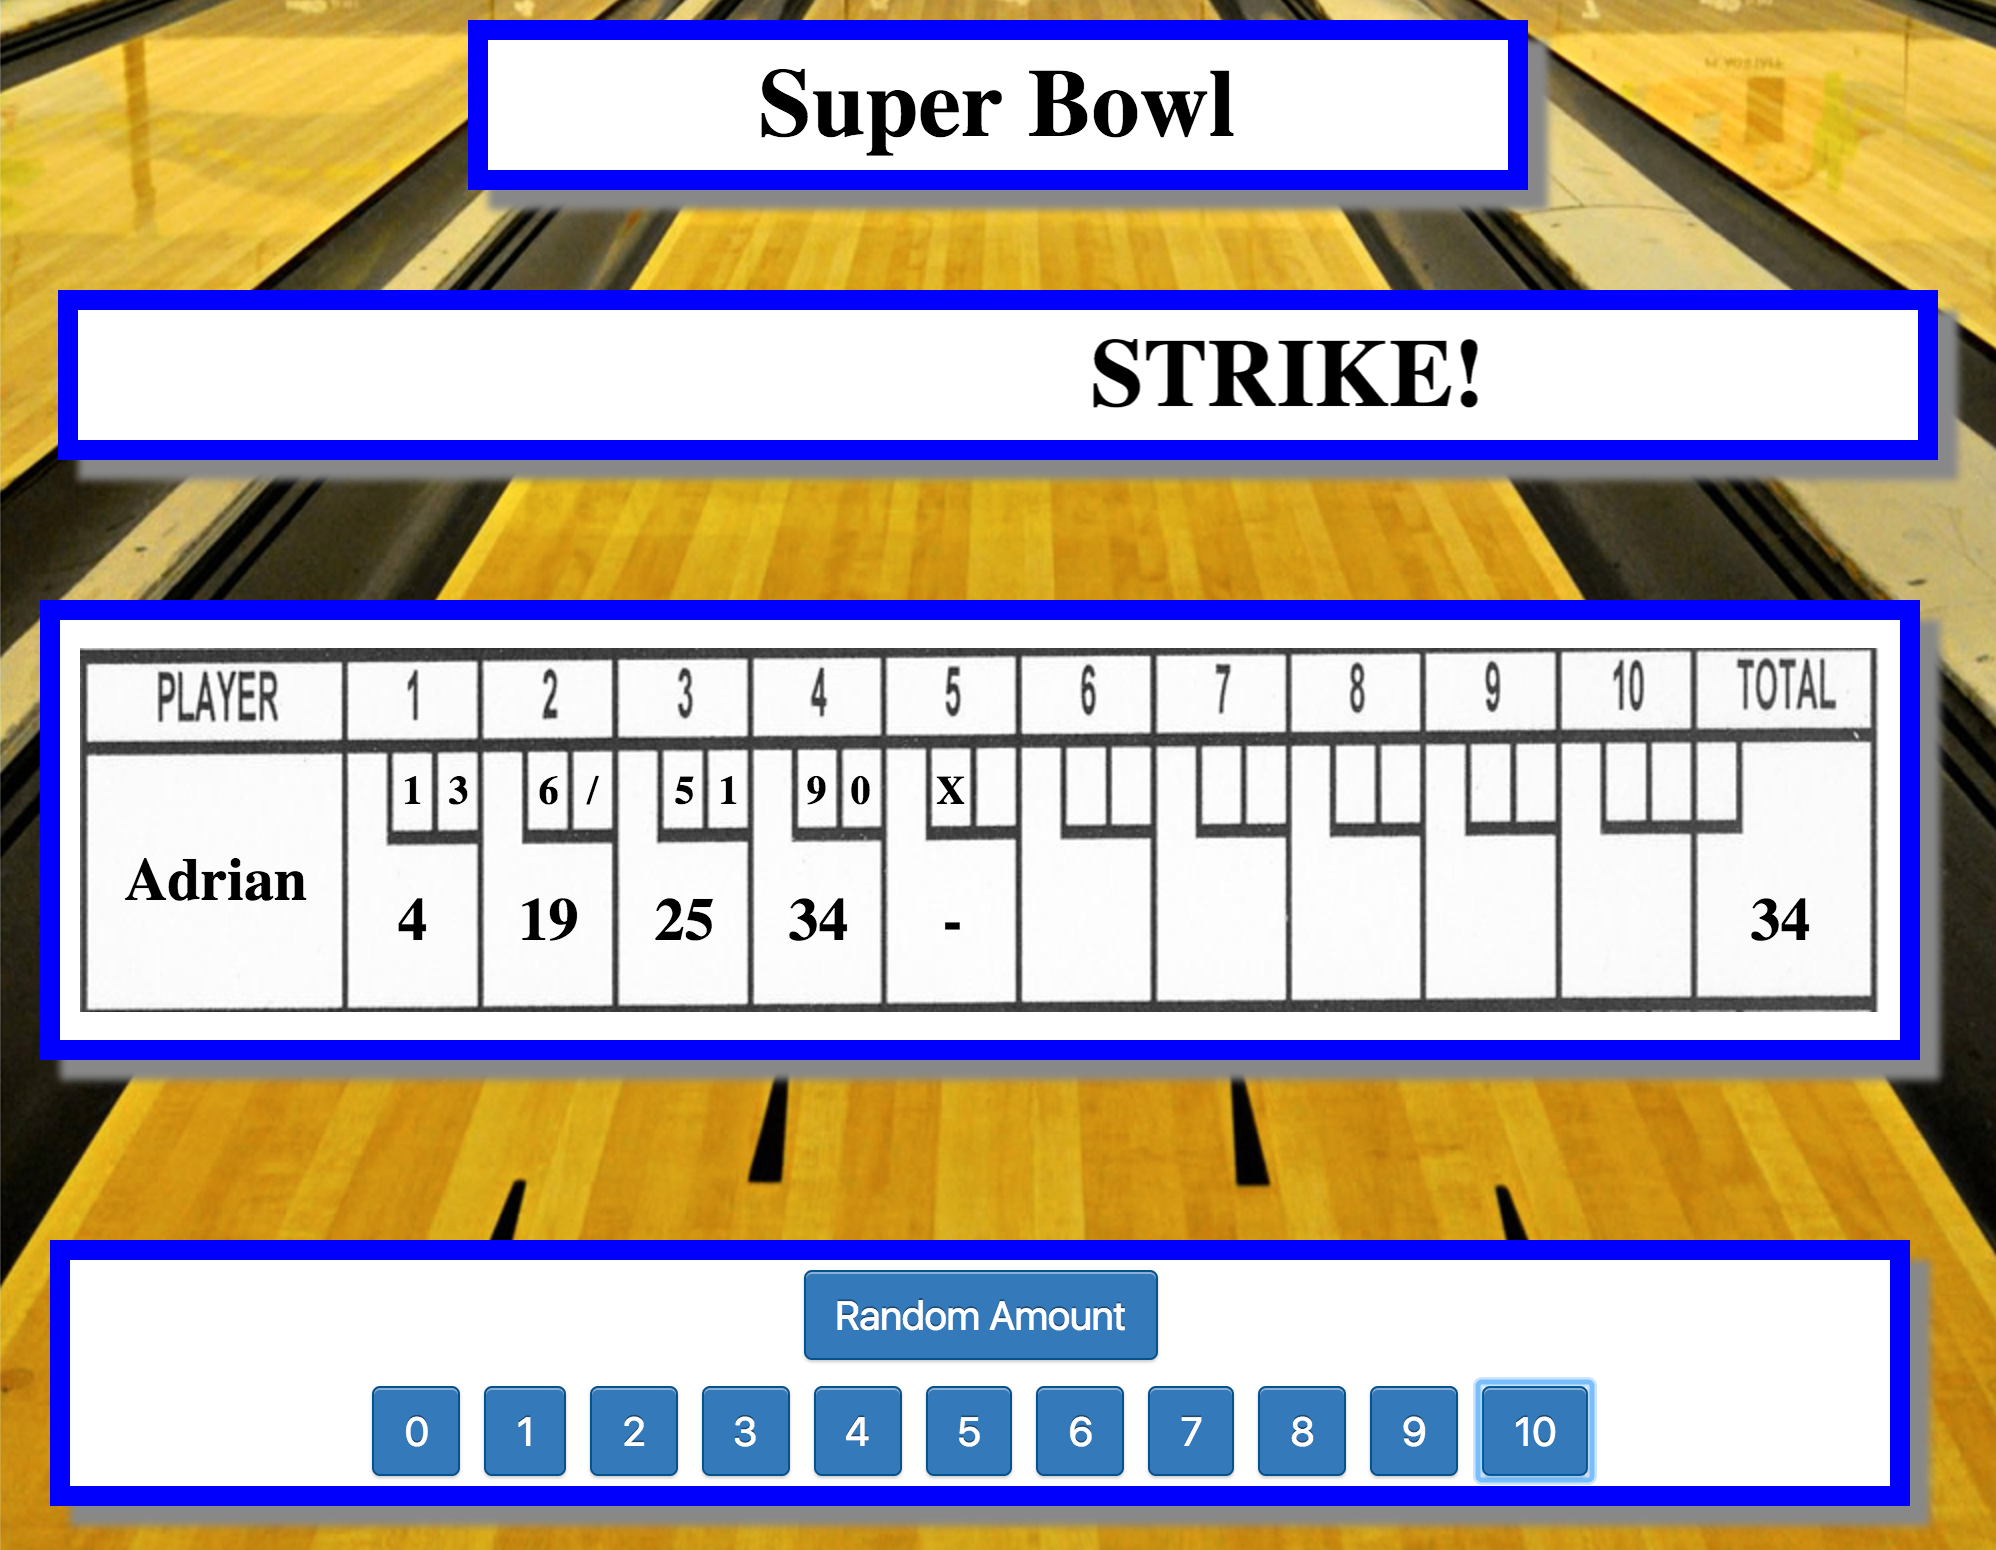 Super Bowl
STRIKE!
PLAYER 1 2 3 4 5 6 7 8 9 10 TOTAL
1 3 6 / 5 1 9 0 X
Adrian
4 19 25 34 - 34
Random Amount
0 1 2 3 4 5 6 7 8 9 10